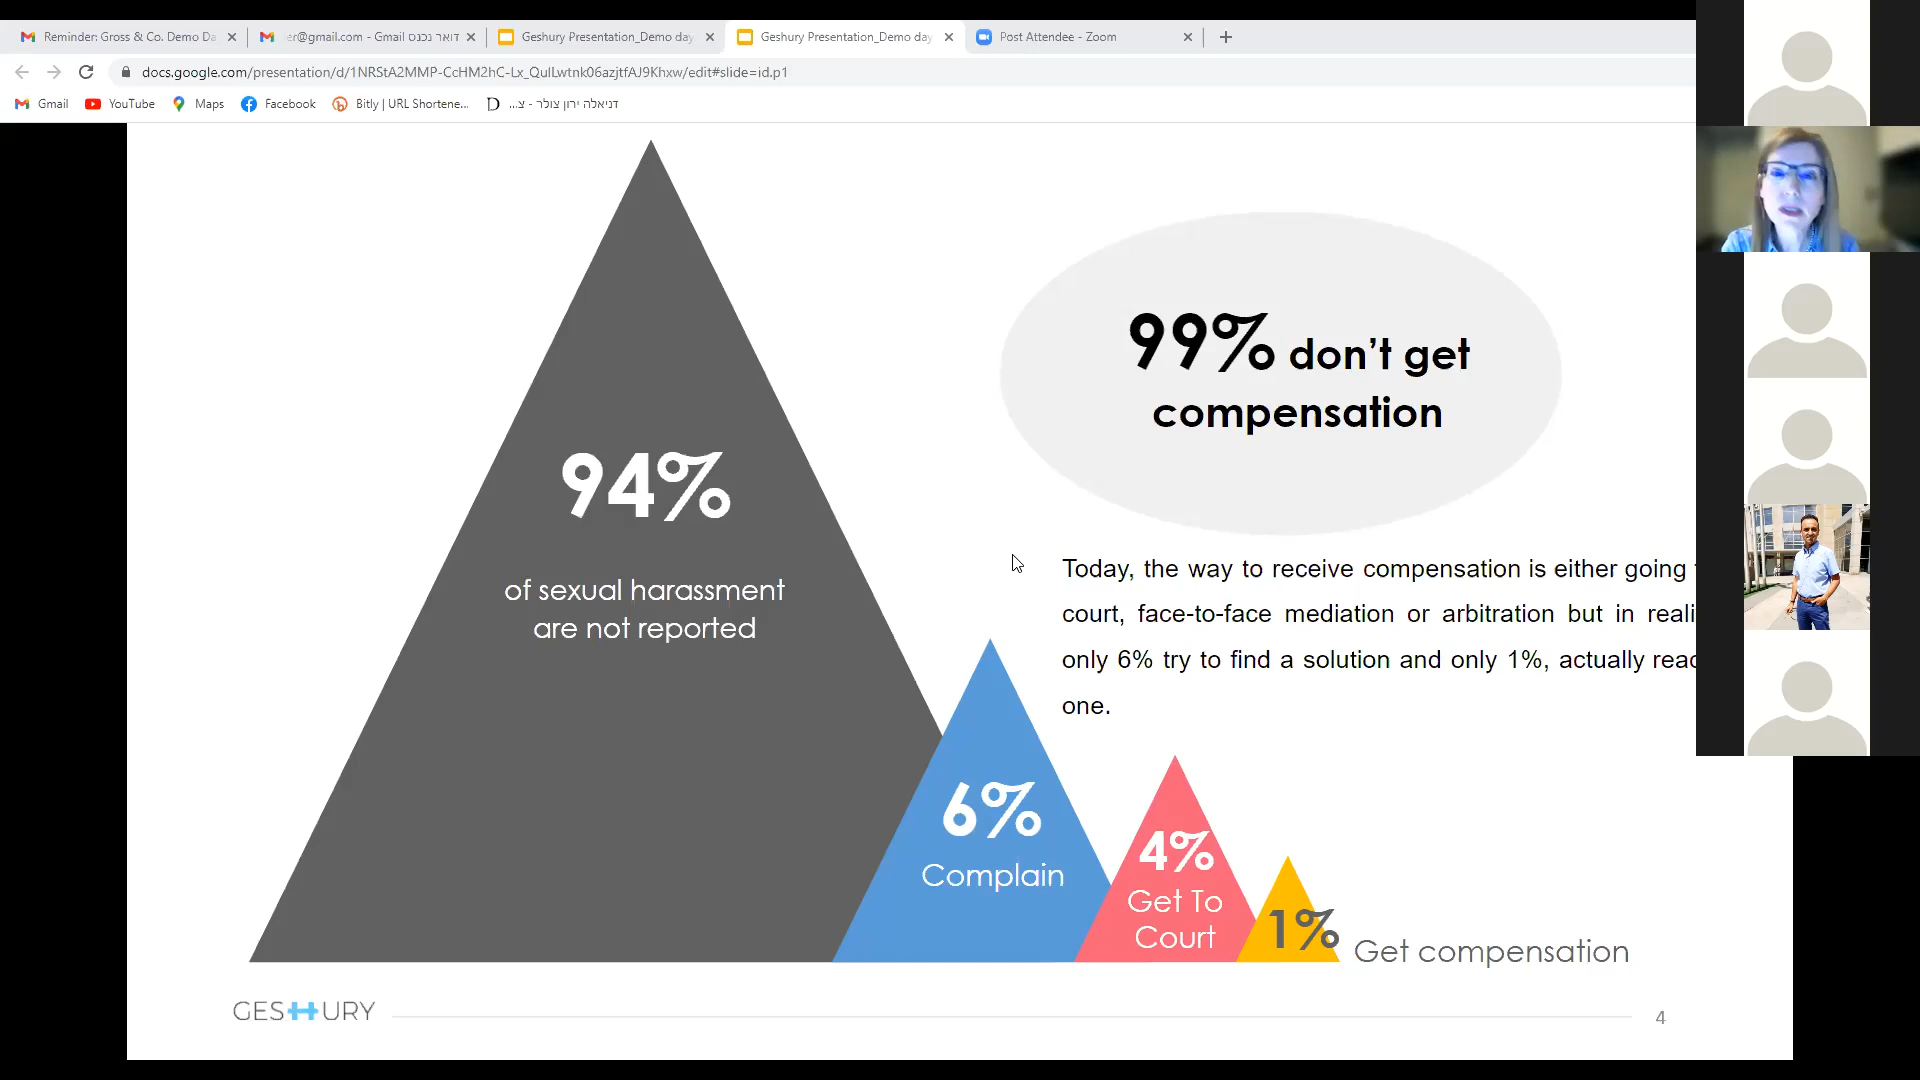 Reminder: Gross & Co. Demo Da
er@gmail.com - Gmail דואר נכנס
Geshury Presentation_Demo day
Geshury Presentation_Demo day
Post Attendee - Zoom
docs.google.com/presentation/d/1NRStA2MMP-CcHM2hC-Lx_QulLwtnk06azjtfAJ9Khxw/edit#slide=id.p1
Gmail
YouTube
Maps
Facebook
Bitly | URL Shortene...
דניאלה ירון צולר - צ...
99% don't get
compensation
94%
of sexual harassment
are not reported
Today, the way to receive compensation is either going
court, face-to-face mediation or arbitration but in reali
only 6% try to find a solution and only 1%, actually reac
one.
6%
Complain
4%
Get To
Court
1%
Get compensation
GESHURY
4